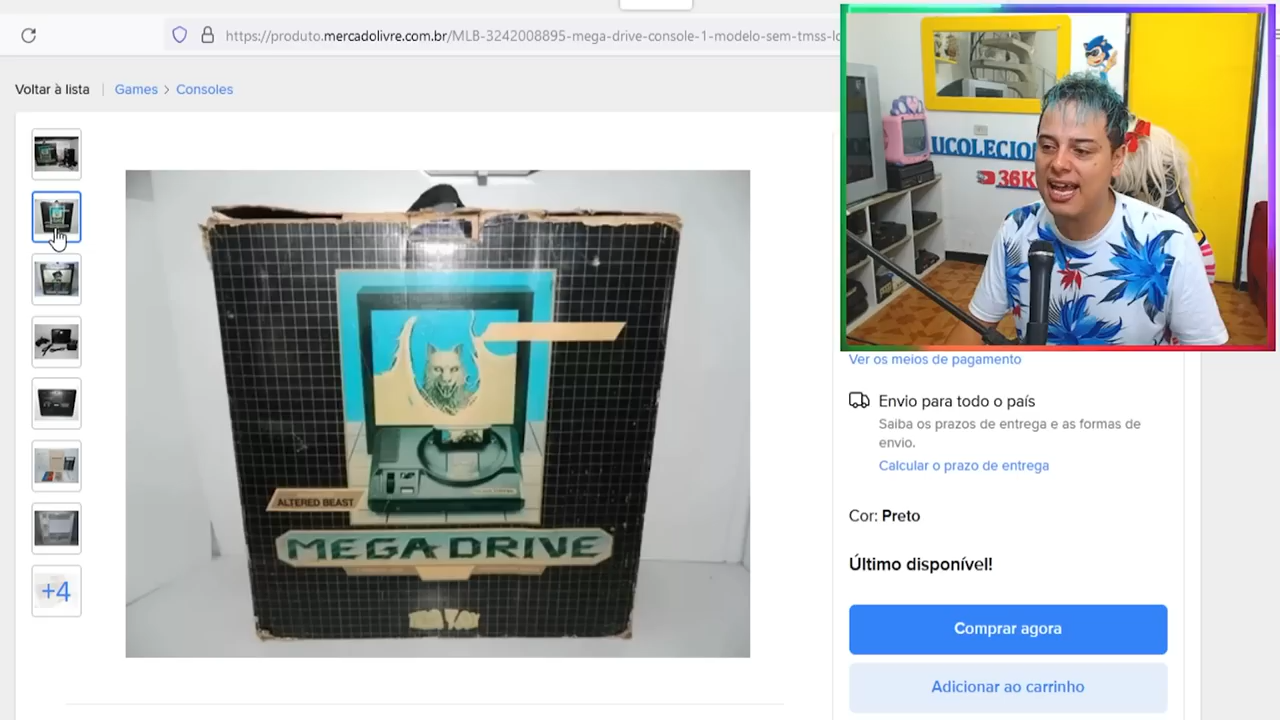 https://produto.mercadolivre.com.br/MLB-3242008895-mega-drive-console-1-modelo-sem-tmss-lo
Voltar à lista
Games > Consoles
UCOLECIO
36K
ALTERED BEAST
MEGA DRIVE
+4
Ver os meios de pagamento
Envio para todo o país
Saiba os prazos de entrega e as formas de
envio.
Calcular o prazo de entrega
Cor: Preto
Último disponível!
Comprar agora
Adicionar ao carrinho